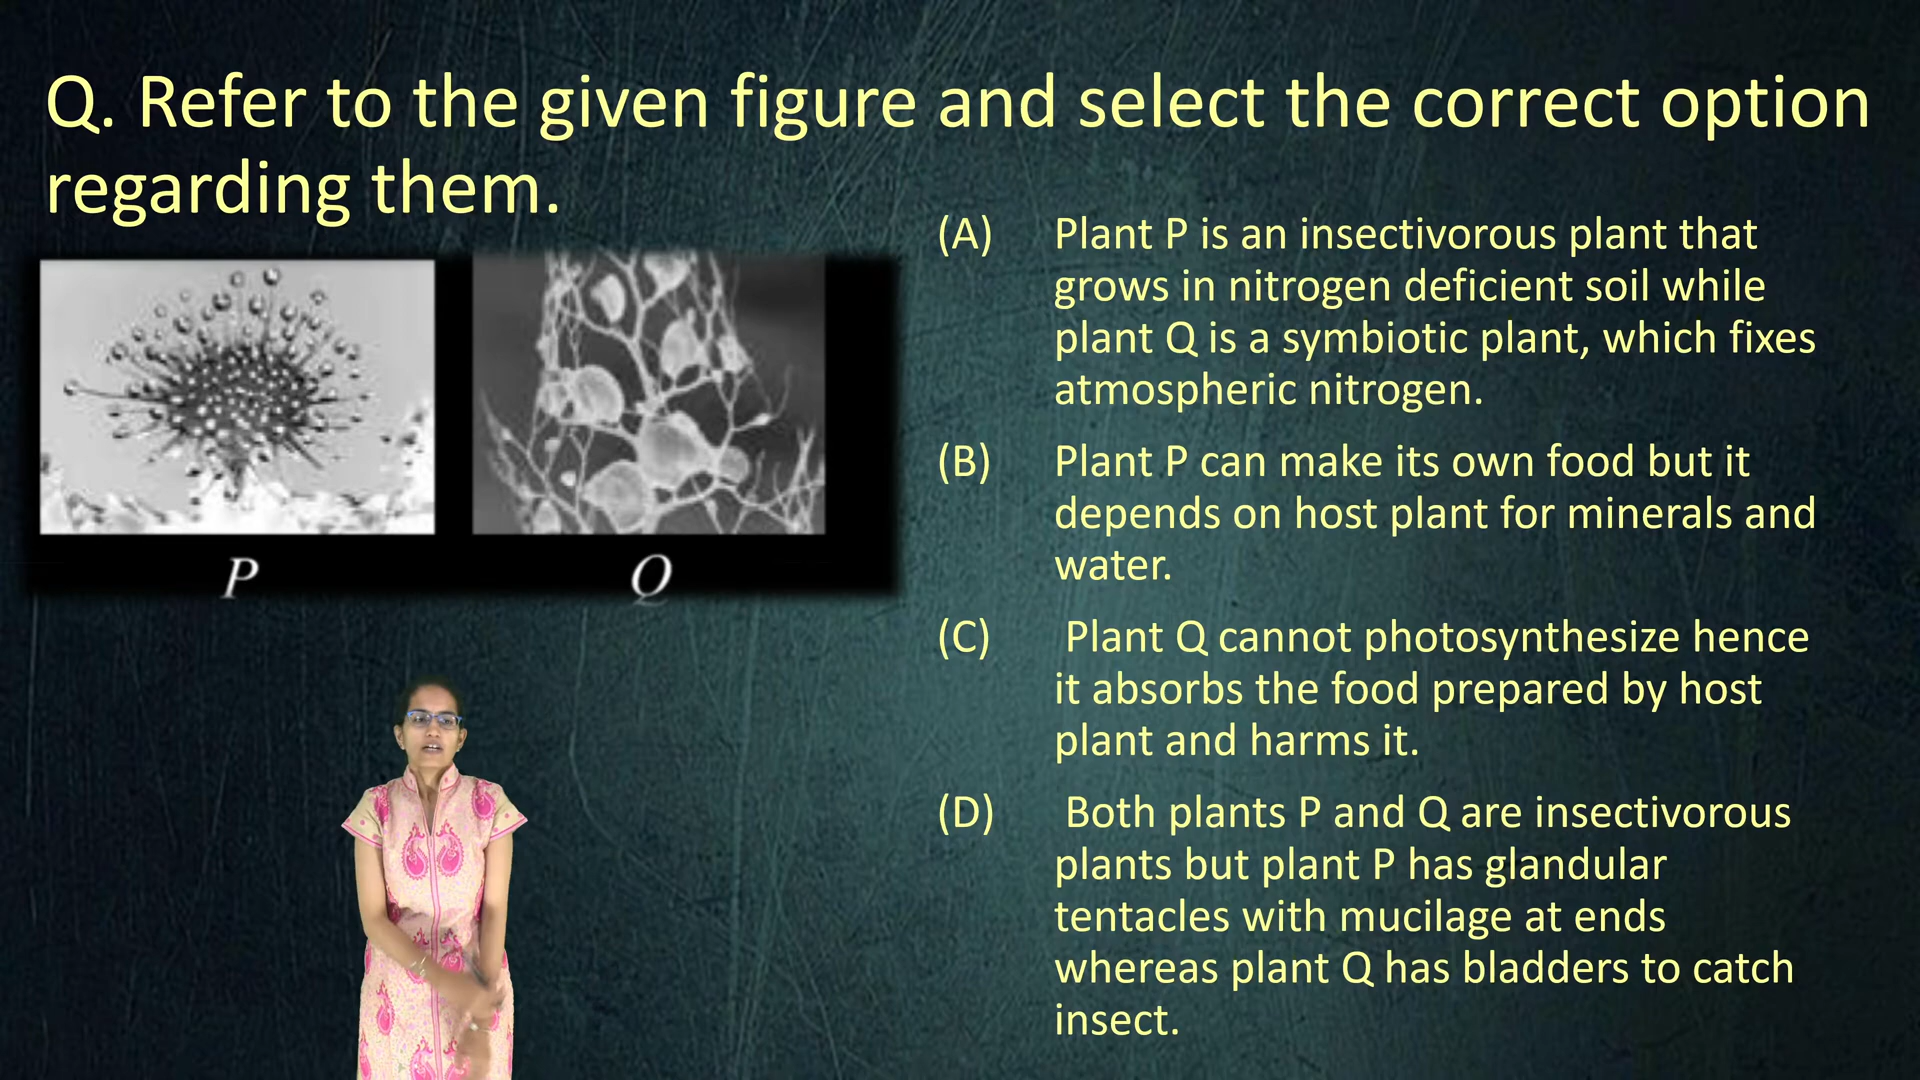 Q. Refer to the given figure and select the correct option
regarding them.
P
Q
(A) Plant P is an insectivorous plant that
grows in nitrogen deficient soil while
plant Q is a symbiotic plant, which fixes
atmospheric nitrogen.
(B) Plant P can make its own food but it
depends on host plant for minerals and
water.
(C) Plant Q cannot photosynthesize hence
it absorbs the food prepared by host
plant and harms it.
(D) Both plants P and Q are insectivorous
plants but plant P has glandular
tentacles with mucilage at ends
whereas plant Q has bladders to catch
insect.